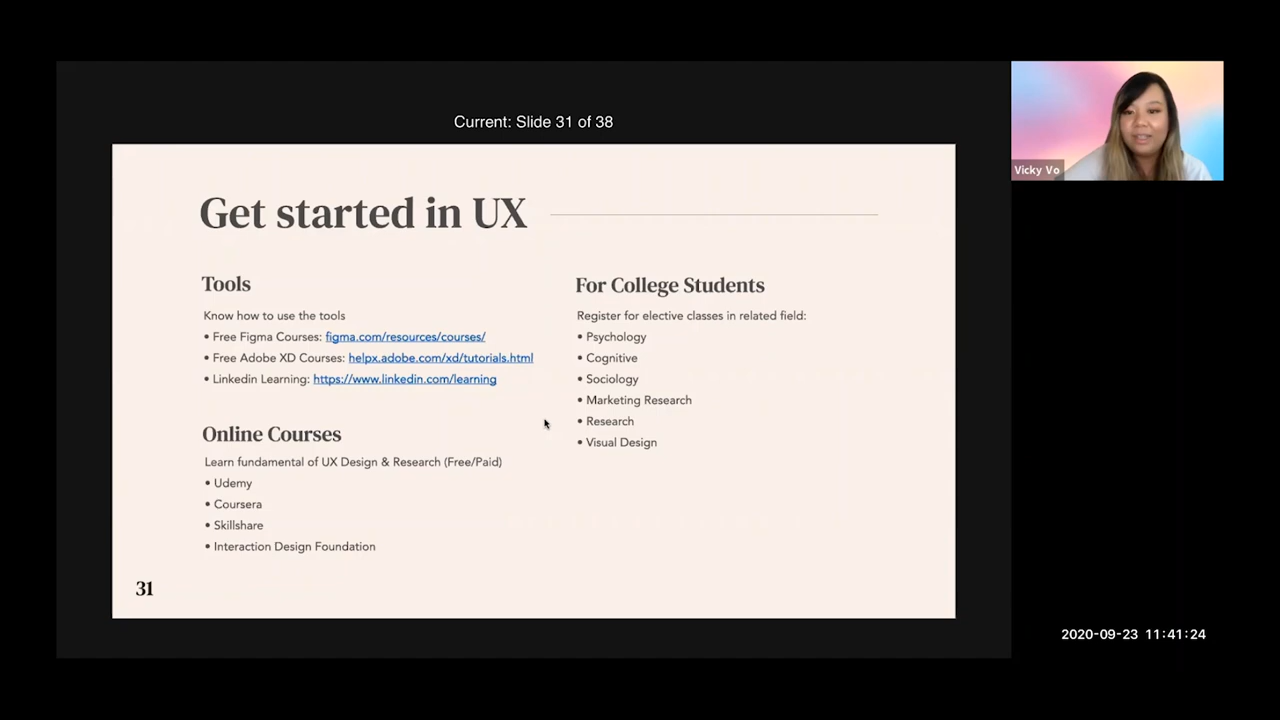 Current: Slide 31 of 38
Vicky Vo
Get started in UX
Tools
Know how to use the tools
• Free Figma Courses: figma.com/resources/courses/
• Free Adobe XD Courses: helpx.adobe.com/xd/tutorials.html
• Linkedin Learning: https://www.linkedin.com/learning
Online Courses
Learn fundamental of UX Design & Research (Free/Paid)
• Udemy
• Coursera
• Skillshare
• Interaction Design Foundation
For College Students
Register for elective classes in related field:
• Psychology
• Cognitive
• Sociology
• Marketing Research
• Research
• Visual Design
31
2020-09-23 11:41:24